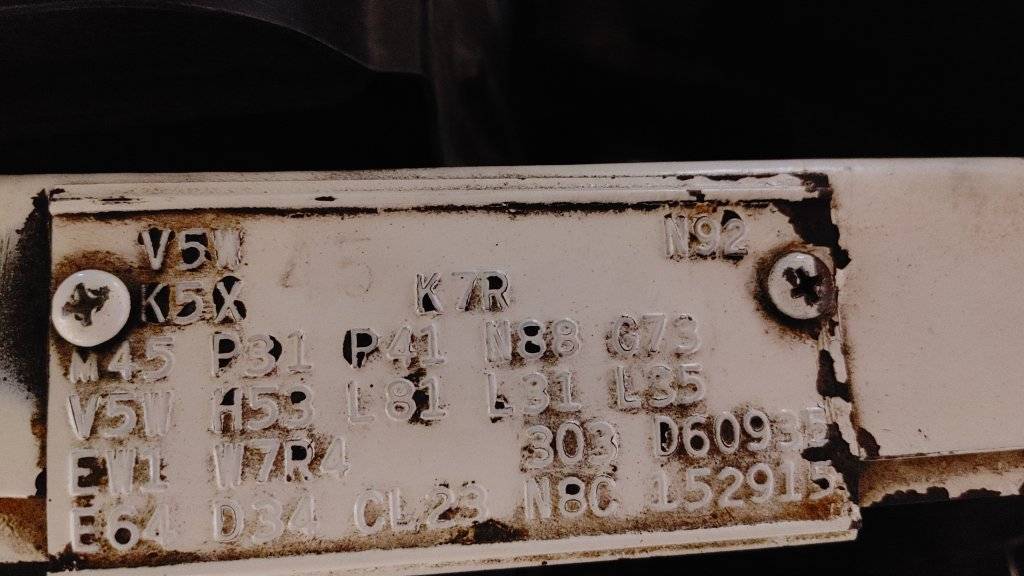 V5W N92
K5X K7R
M45 P31 P41 N88 G73
V5W H53 L81 L31 L35
EW1 W7R4 303 D60935
E64 D34 CL23 N8C 152915